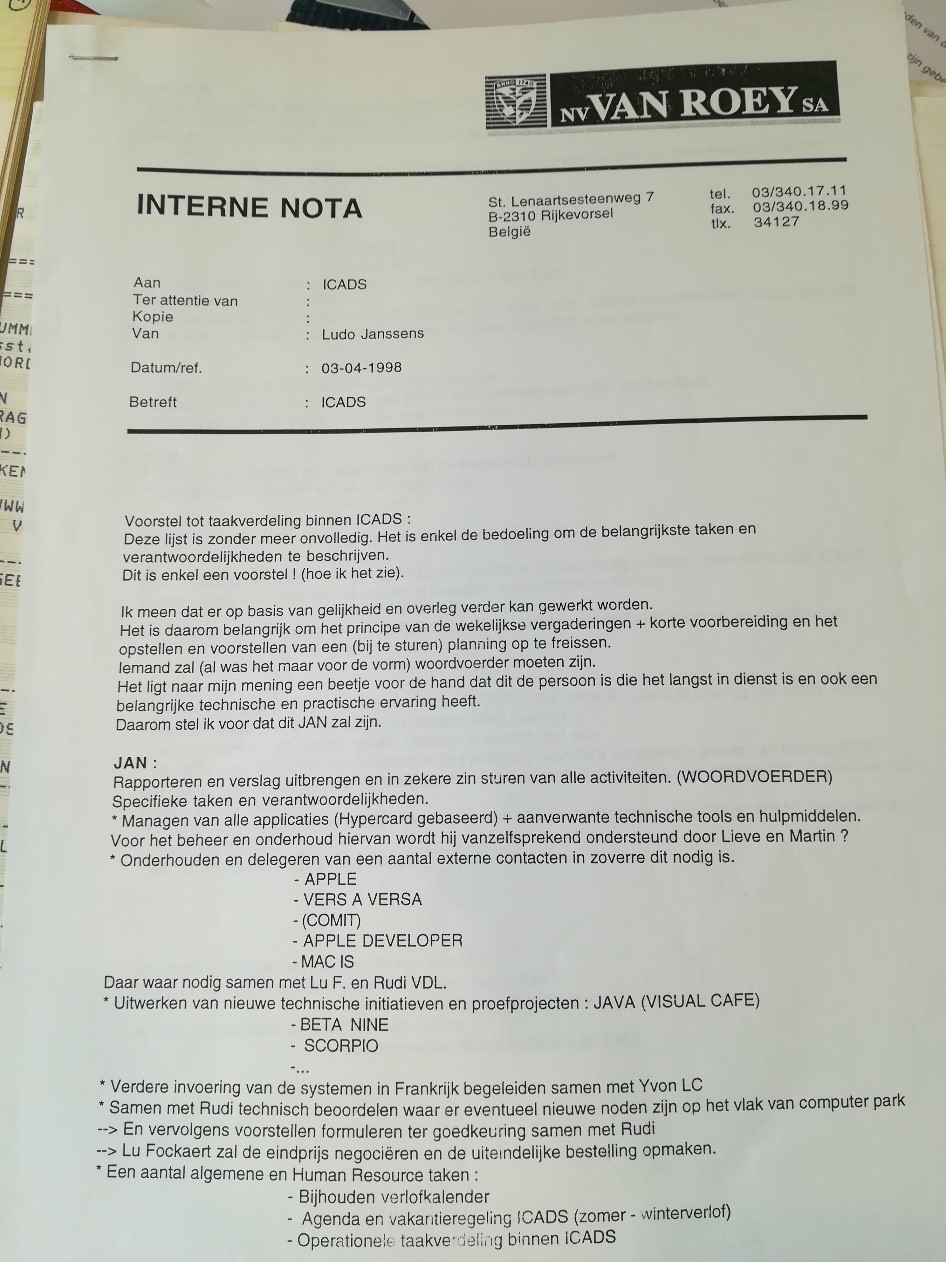 ANNO 1740
NV VAN ROEY SA
INTERNE NOTA
St. Lenaartsesteenweg 7
B-2310 Rijkevorsel
België
tel. 03/340.17.11
fax. 03/340.18.99
tlx. 34127
Aan : ICADS
Ter attentie van :
Kopie :
Van : Ludo Janssens
Datum/ref. : 03-04-1998
Betreft : ICADS
Voorstel tot taakverdeling binnen ICADS :
Deze lijst is zonder meer onvolledig. Het is enkel de bedoeling om de belangrijkste taken en
verantwoordelijkheden te beschrijven.
Dit is enkel een voorstel ! (hoe ik het zie).
Ik meen dat er op basis van gelijkheid en overleg verder kan gewerkt worden.
Het is daarom belangrijk om het principe van de wekelijkse vergaderingen + korte voorbereiding en het
opstellen en voorstellen van een (bij te sturen) planning op te freissen.
Iemand zal (al was het maar voor de vorm) woordvoerder moeten zijn.
Het ligt naar mijn mening een beetje voor de hand dat dit de persoon is die het langst in dienst is en ook een
belangrijke technische en practische ervaring heeft.
Daarom stel ik voor dat dit JAN zal zijn.
JAN :
Rapporteren en verslag uitbrengen en in zekere zin sturen van alle activiteiten. (WOORDVOERDER)
Specifieke taken en verantwoordelijkheden.
* Managen van alle applicaties (Hypercard gebaseerd) + aanverwante technische tools en hulpmiddelen.
Voor het beheer en onderhoud hiervan wordt hij vanzelfsprekend ondersteund door Lieve en Martin ?
* Onderhouden en delegeren van een aantal externe contacten in zoverre dit nodig is.
- APPLE
- VERS A VERSA
- (COMIT)
- APPLE DEVELOPER
- MAC IS
Daar waar nodig samen met Lu F. en Rudi VDL.
* Uitwerken van nieuwe technische initiatieven en proefprojecten : JAVA (VISUAL CAFE)
- BETA NINE
- SCORPIO
-...
* Verdere invoering van de systemen in Frankrijk begeleiden samen met Yvon LC
* Samen met Rudi technisch beoordelen waar er eventueel nieuwe noden zijn op het vlak van computer park
--> En vervolgens voorstellen formuleren ter goedkeuring samen met Rudi
--> Lu Fockaert zal de eindprijs negociëren en de uiteindelijke bestelling opmaken.
* Een aantal algemene en Human Resource taken :
- Bijhouden verlofkalender
- Agenda en vakantieregeling ICADS (zomer - winterverlof)
- Operationele taakverdeling binnen ICADS